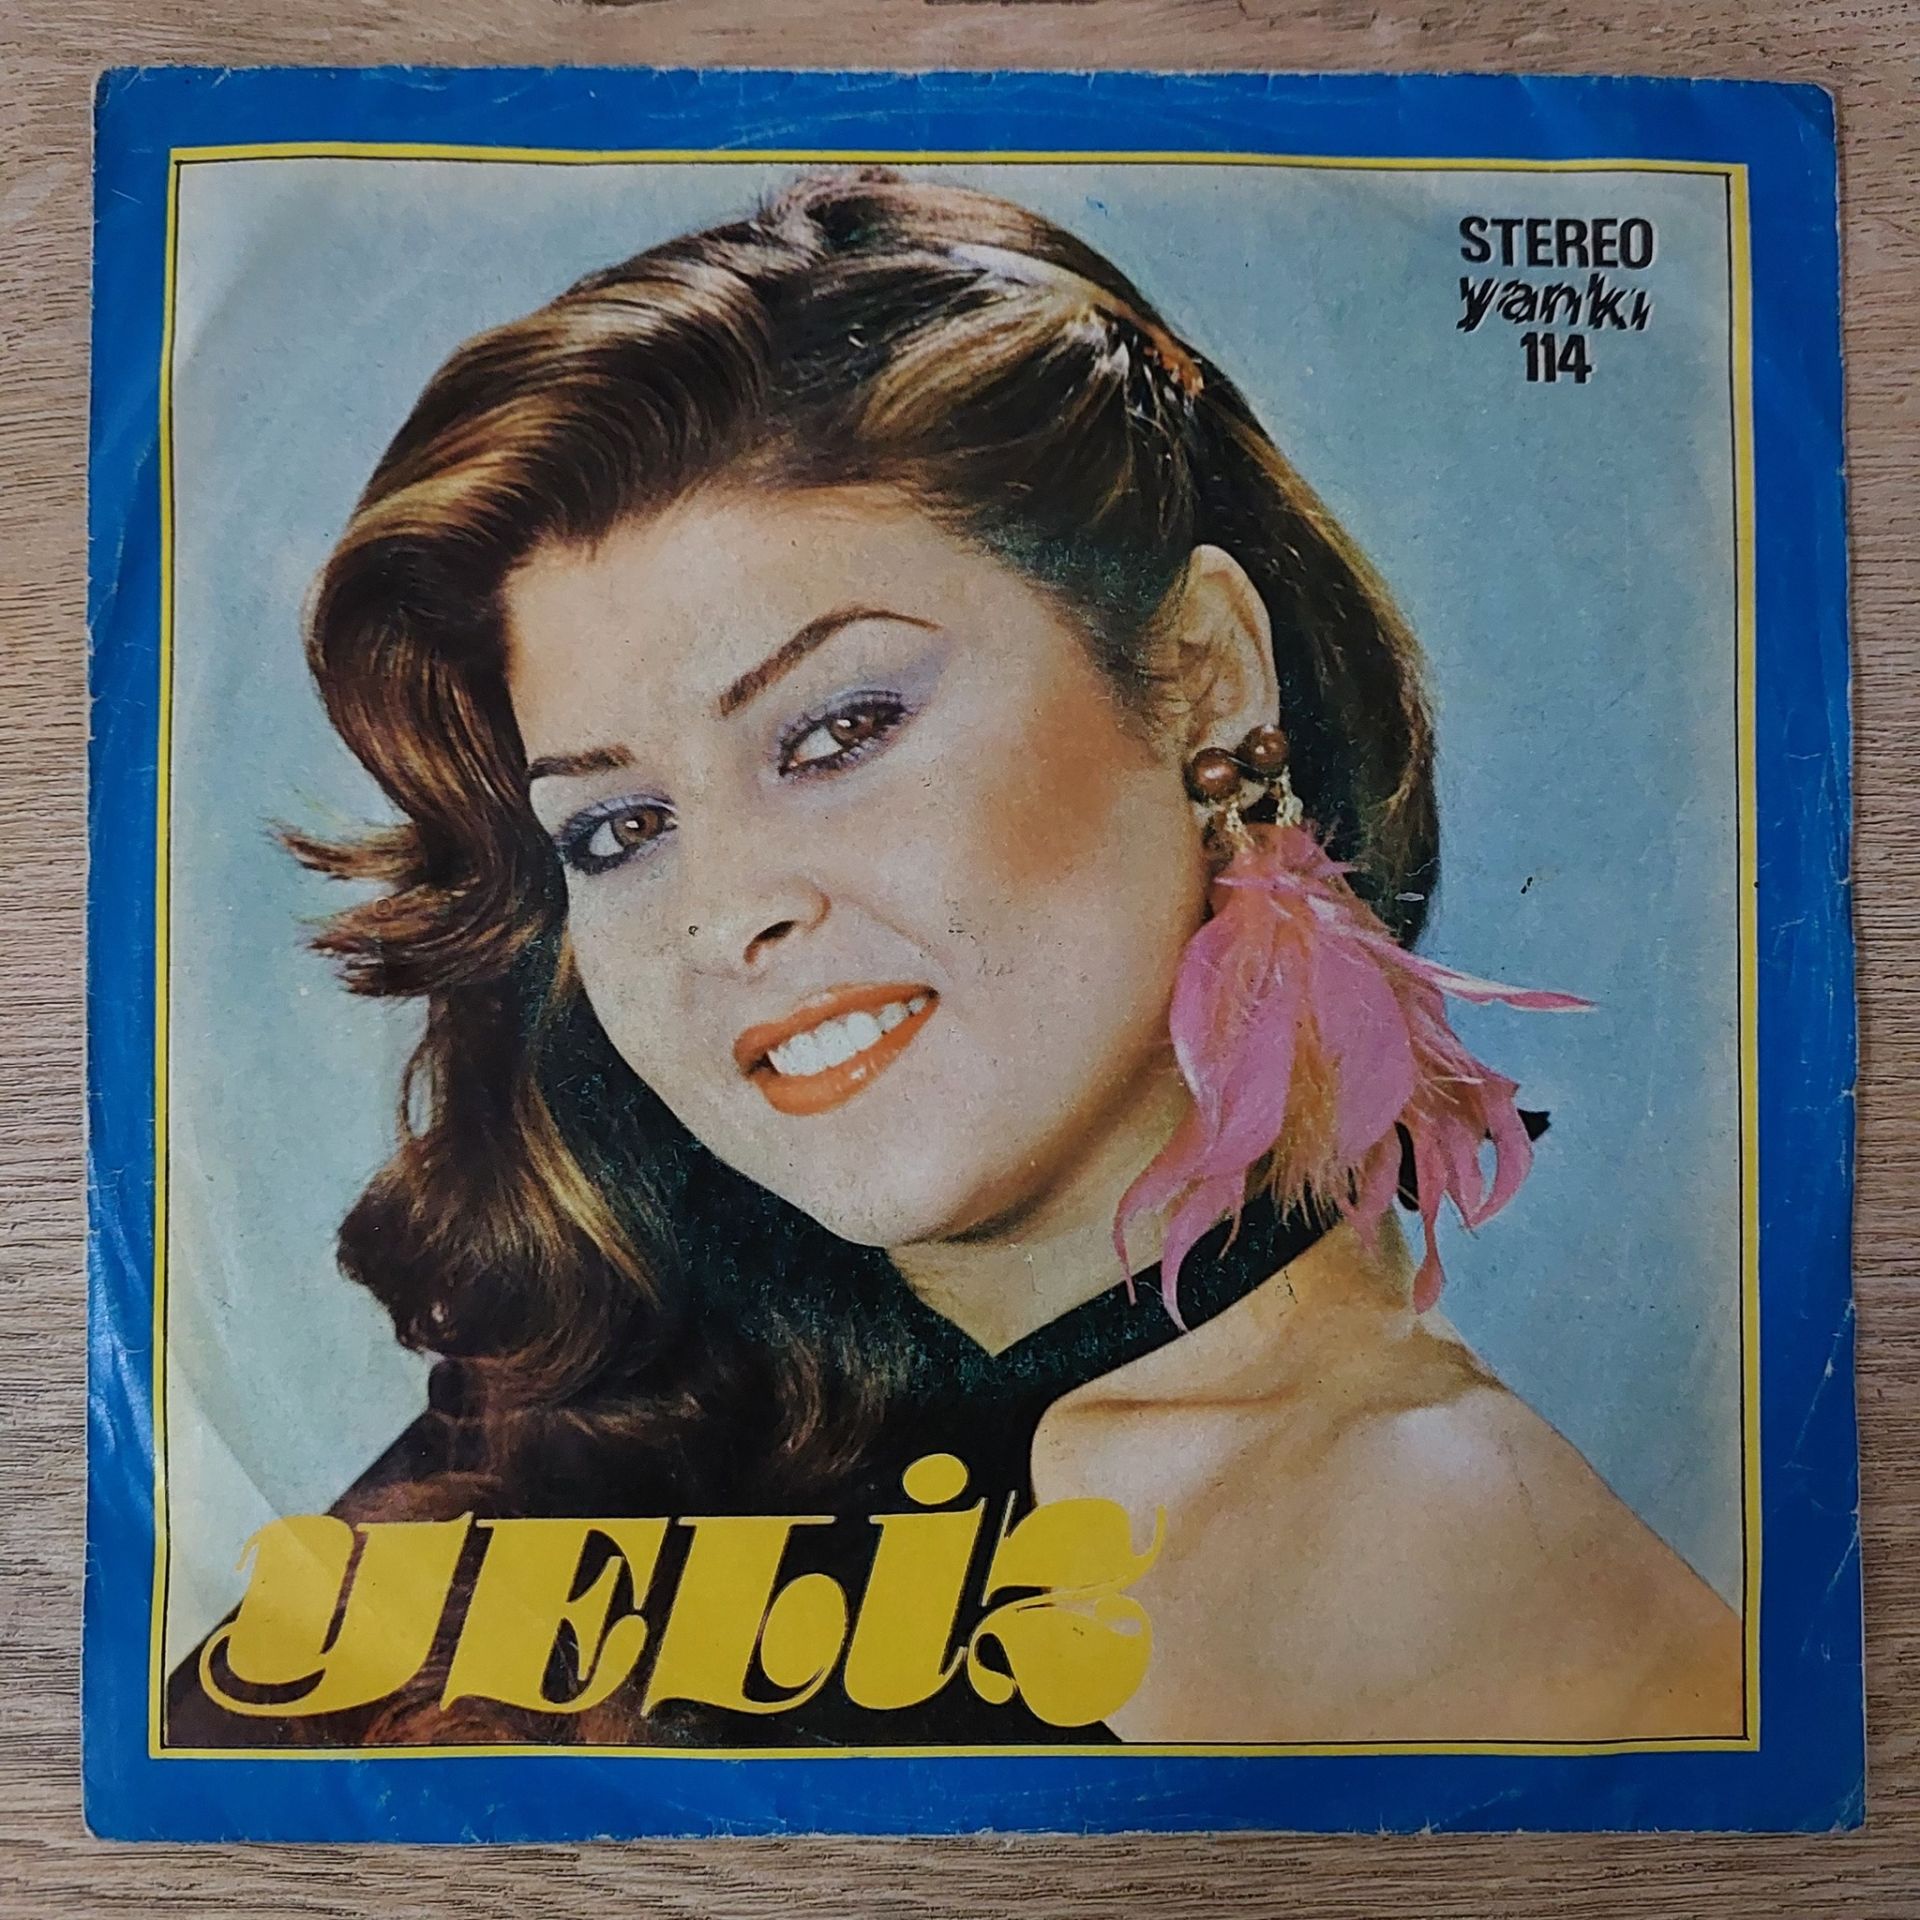 STEREO
yankı
114
YELİZ